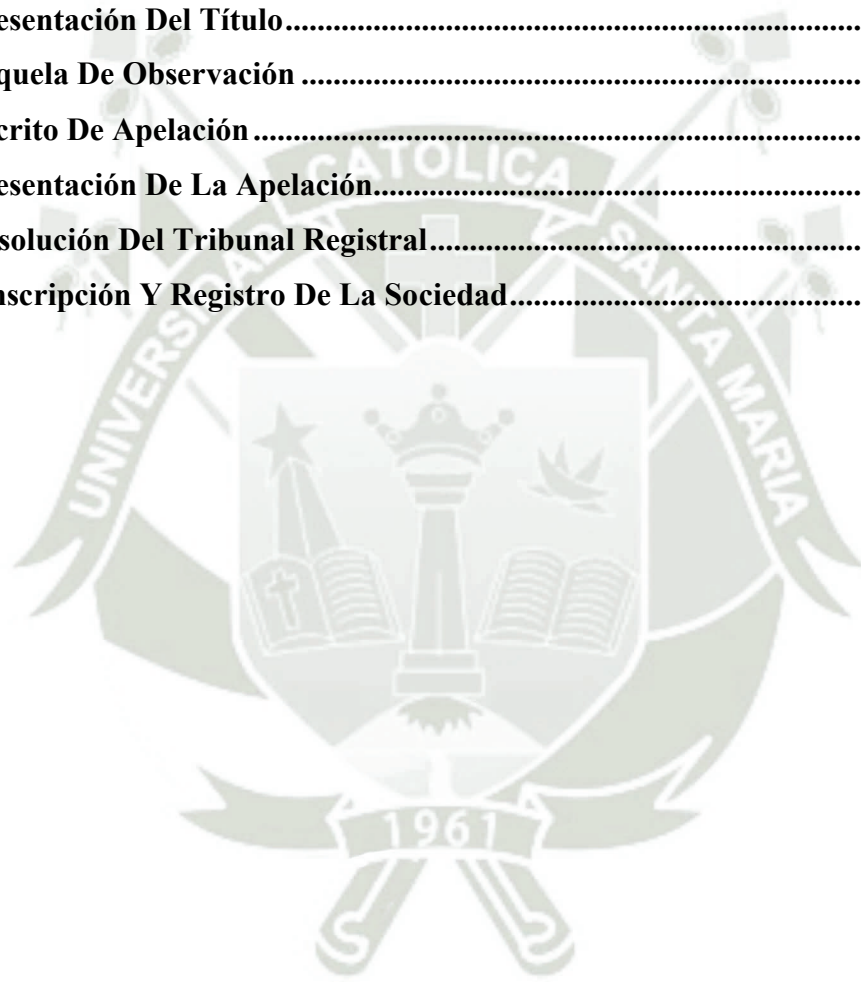 esentación Del Título..............................................................................
quela De Observación ............................................................................
crito De Apelación ..................................................................................
esentación De La Apelación....................................................................
solución Del Tribunal Registral..............................................................
nscripción Y Registro De La Sociedad....................................................
UNIVERSIDAD CATOLICA SANTA MARIA
1961